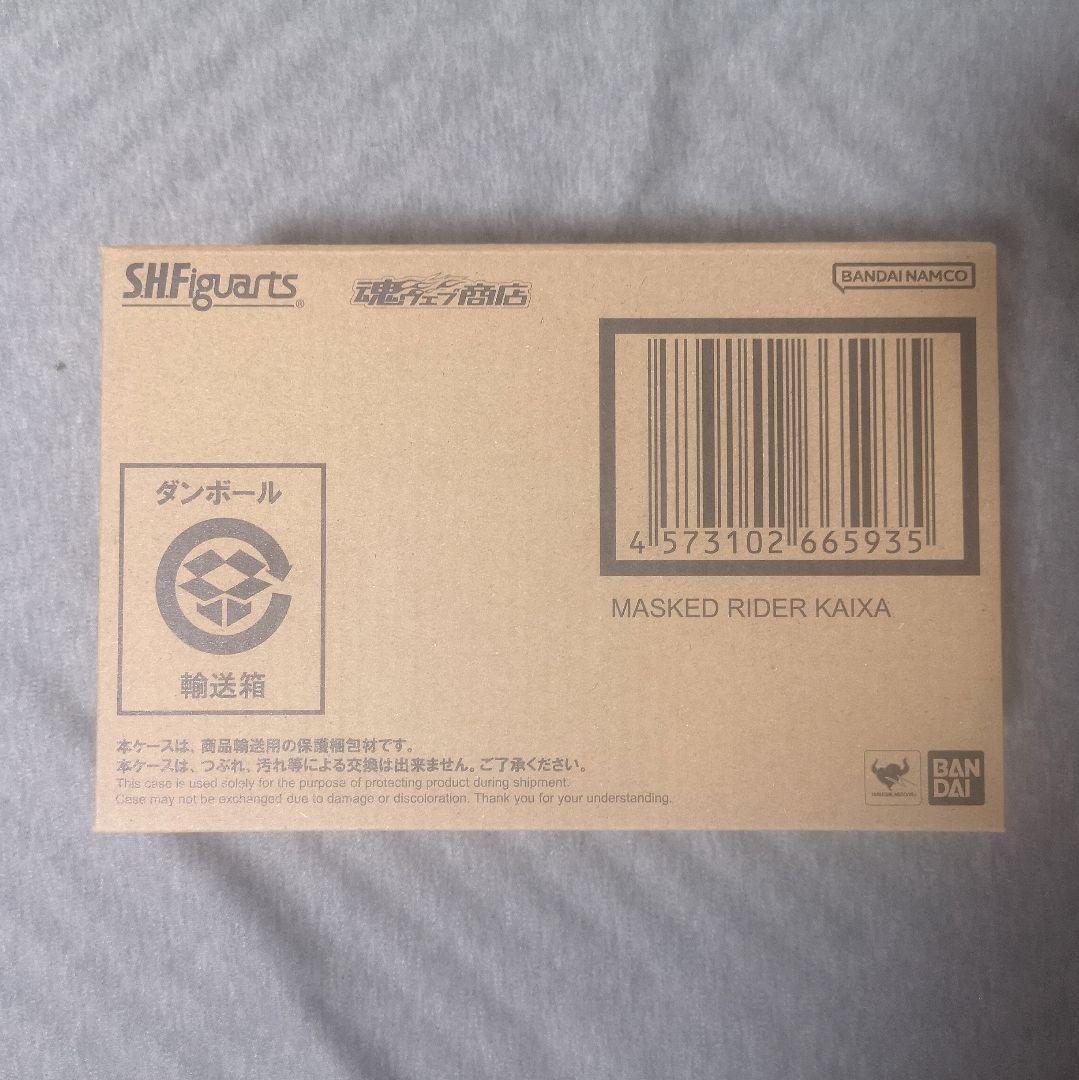 S.H.Figuarts®
魂ウェブ商店
BANDAI NAMCO
4 573102 665935
MASKED RIDER KAIXA
ダンボール
輸送箱
本ケースは、商品輸送用の保護梱包材です。
本ケースは、つぶれ、汚れ等による交換は出来ません。ご了承ください。
This case is used solely for the purpose of protecting product during shipment.
Case may not be exchanged due to damage or discoloration. Thank you for your understanding.
BAN
DAI